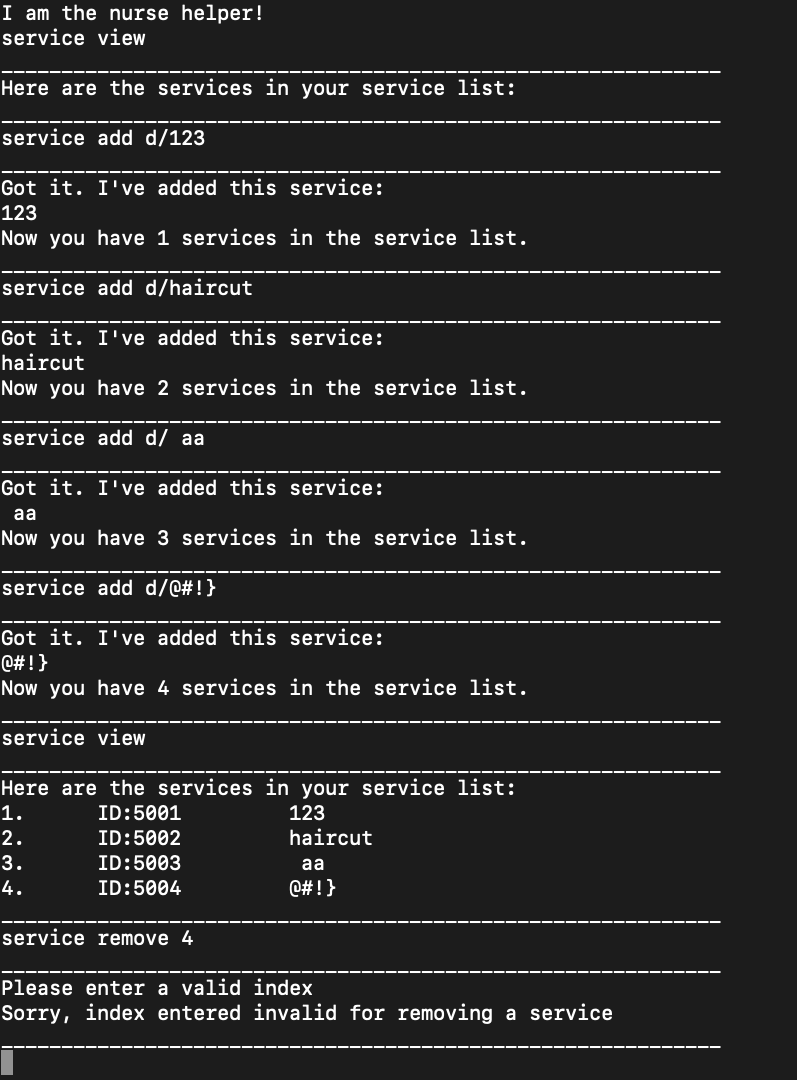 I am the nurse helper!
service view
____________________________________________________________
Here are the services in your service list:
____________________________________________________________
service add d/123
____________________________________________________________
Got it. I've added this service:
123
Now you have 1 services in the service list.
____________________________________________________________
service add d/haircut
____________________________________________________________
Got it. I've added this service:
haircut
Now you have 2 services in the service list.
____________________________________________________________
service add d/ aa
____________________________________________________________
Got it. I've added this service:
 aa
Now you have 3 services in the service list.
____________________________________________________________
service add d/@#!}
____________________________________________________________
Got it. I've added this service:
@#!}
Now you have 4 services in the service list.
____________________________________________________________
service view
____________________________________________________________
Here are the services in your service list:
1.      ID:5001         123
2.      ID:5002         haircut
3.      ID:5003          aa
4.      ID:5004         @#!}
____________________________________________________________
service remove 4
____________________________________________________________
Please enter a valid index
Sorry, index entered invalid for removing a service
____________________________________________________________